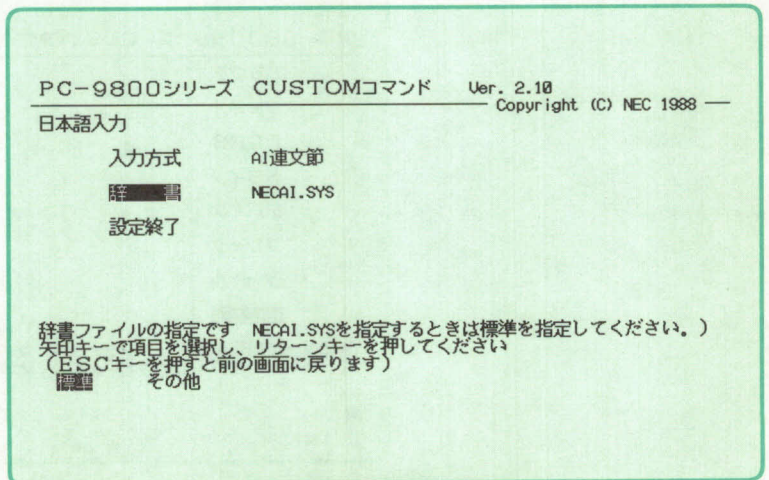 PC-9800シリーズ CUSTOMコマンド Ver. 2.10
Copyright (C) NEC 1988
日本語入力
入力方式 AI連文節
辞書 NECAI.SYS
設定終了
辞書ファイルの指定です NECAI.SYSを指定するときは標準を指定してください。)
矢印キーで項目を選択し、リターンキーを押してください
(ESCキーを押すと前の画面に戻ります)
標準 その他